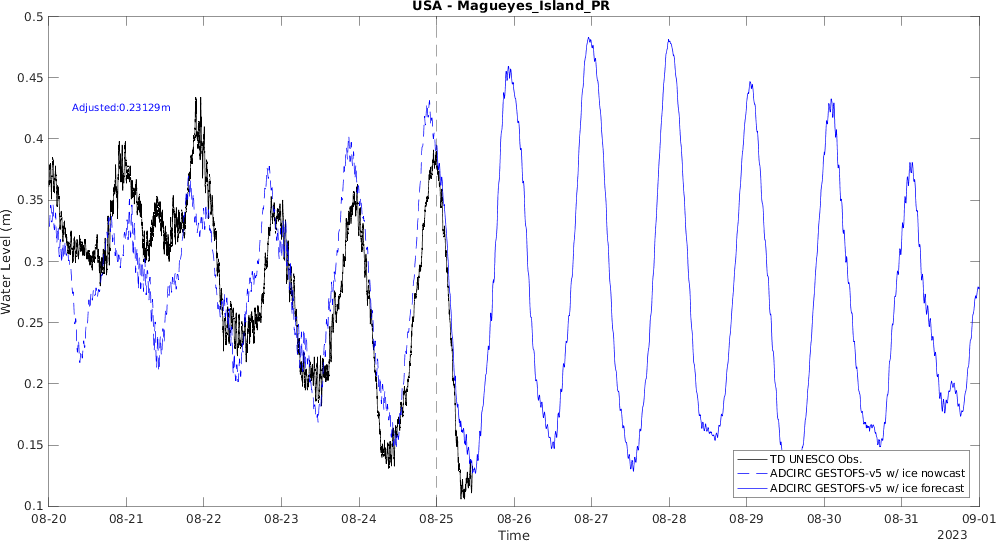 USA - Magueyes_Island_PR
0.5
0.45
0.4
0.35
0.3
0.25
0.2
0.15
0.1
Water Level (m)
Adjusted:0.23129m
TD UNESCO Obs.
ADCIRC GESTOFS-v5 w/ ice nowcast
ADCIRC GESTOFS-v5 w/ ice forecast
08-20 08-21 08-22 08-23 08-24 08-25 08-26 08-27 08-28 08-29 08-30 08-31 09-01
Time
2023